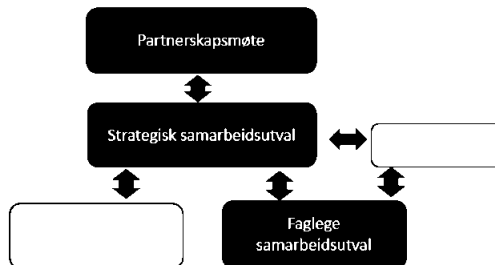 Partnerskapsmøte
Strategisk samarbeidsutval
Faglege
samarbeidsutval